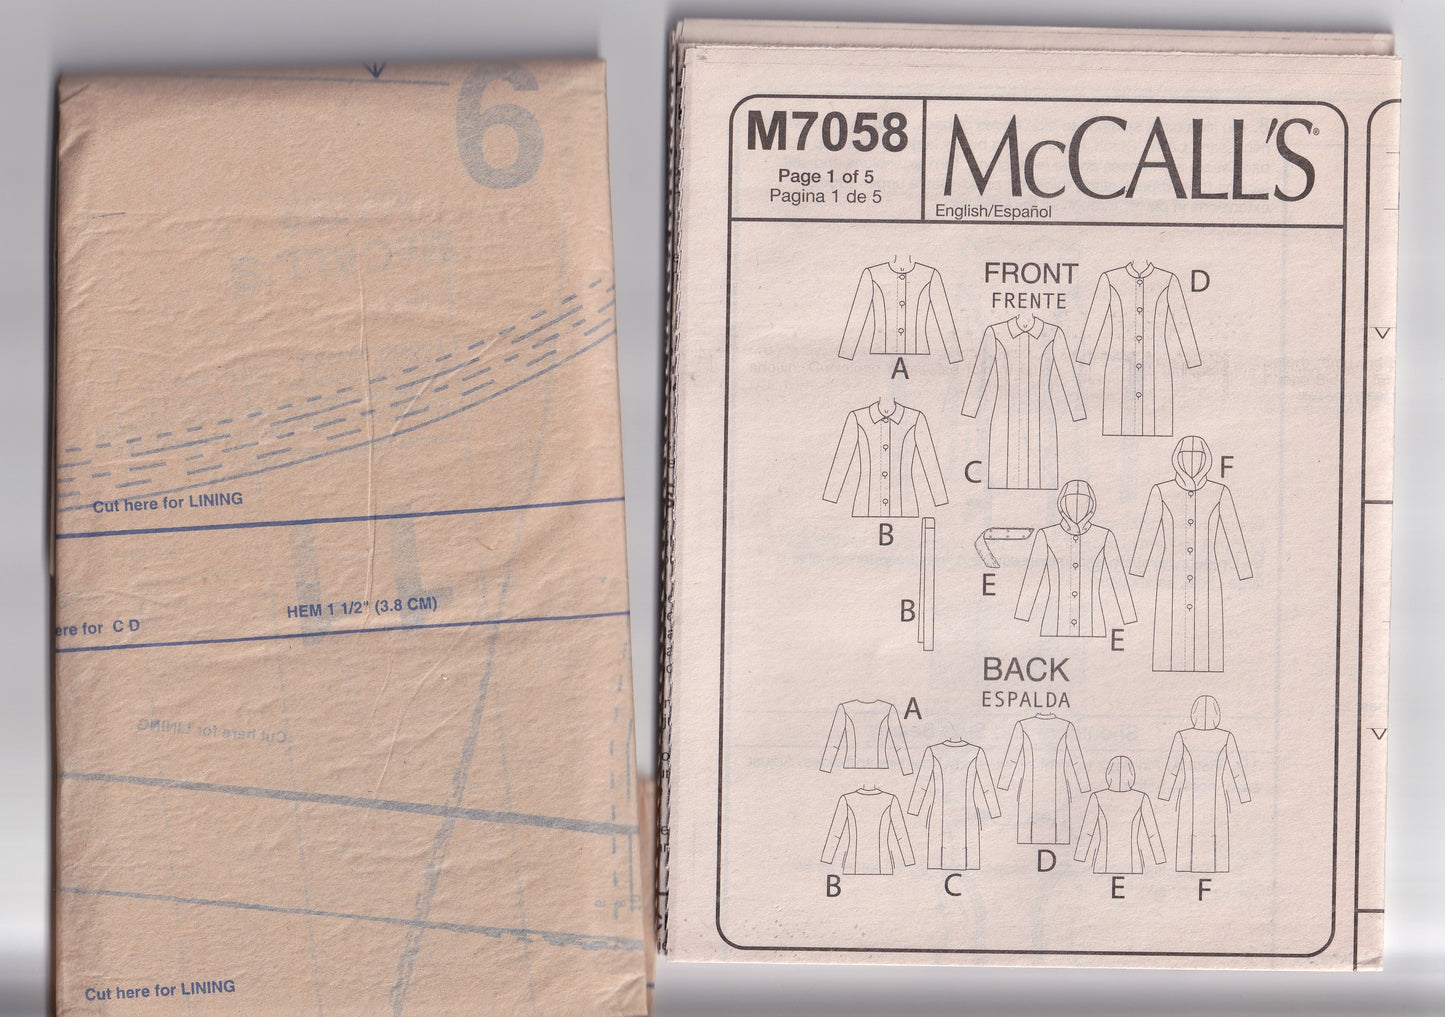 6
Cut here for LINING
HEM 1 1/2" (3.8 CM)
ere for C D
Cut here for LINING
Cut here for LINING
M7058
Page 1 of 5
Pagina 1 de 5
McCALL'S®
English/Español
FRONT
FRENTE
A
D
C
B
F
B
E
E
BACK
ESPALDA
A
B
C
D
E
F